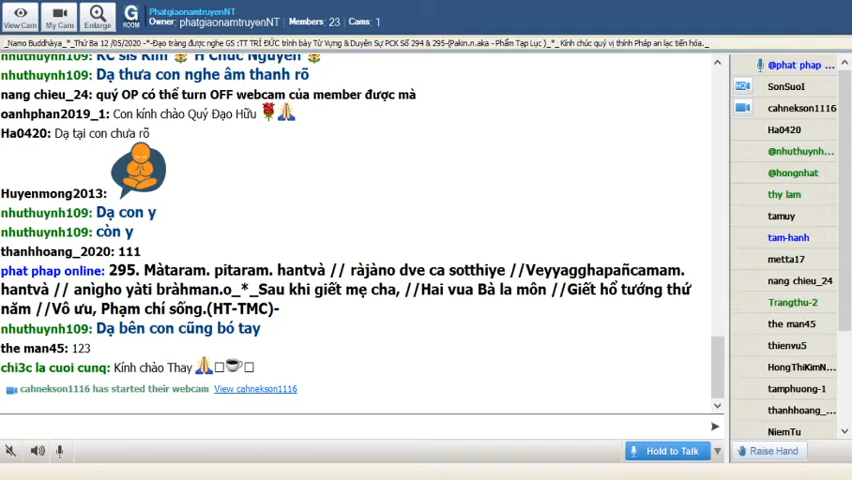 View Cam
My Cam
Enlarge
G ROOM
PhatgiaonamtruyenNT
Owner: phatgiaonamtruyenNT | Members: 23 | Cams: 1
_Namo Buddhàya_*_Thứ Ba 12 /05/2020 -*-Đạo tràng được nghe GS :TT TRÍ ĐỨC trình bày Từ Vựng & Duyên Sự PCK Số 294 & 295-(Pakin.n.aka - Phẩm Tạp Lục )_*_ Kính chúc quý vị thính Pháp an lạc tiến hóa._
nhuthuynh109: KC sis Kim H Chúc Nguyên
nhuthuynh109: Dạ thưa con nghe âm thanh rõ
nang chieu_24: quý OP có thể turn OFF webcam của member được mà
oanhphan2019_1: Con kính chào Quý Đạo Hữu
Ha0420: Dạ tại con chưa rõ
Huyenmong2013:
nhuthuynh109: Dạ con y
nhuthuynh109: còn y
thanhhoang_2020: 111
phat phap online: 295. Màtaram. pitaram. hantvà // ràjàno dve ca sotthiye //Veyyagghapañcamam.
hantvà // anìgho yàti bràhman.o_*_Sau khi giết mẹ cha, //Hai vua Bà la môn //Giết hổ tướng thứ
năm //Vô ưu, Phạm chí sống.(HT-TMC)-
nhuthuynh109: Dạ bên con cũng bó tay
the man45: 123
chi3c la cuoi cunq: Kính chào Thay
cahnekson1116 has started their webcam View cahnekson1116
Hold to Talk
@phat phap ...
SonSuoI
cahnekson1116
Ha0420
@nhuthuynh...
@hongnhat
thy lam
tamuy
tam-hanh
metta17
nang chieu_24
Trangthu-2
the man45
thienvu5
HongThiKimN...
tamphuong-1
thanhhoang_...
NiemTu
Raise Hand